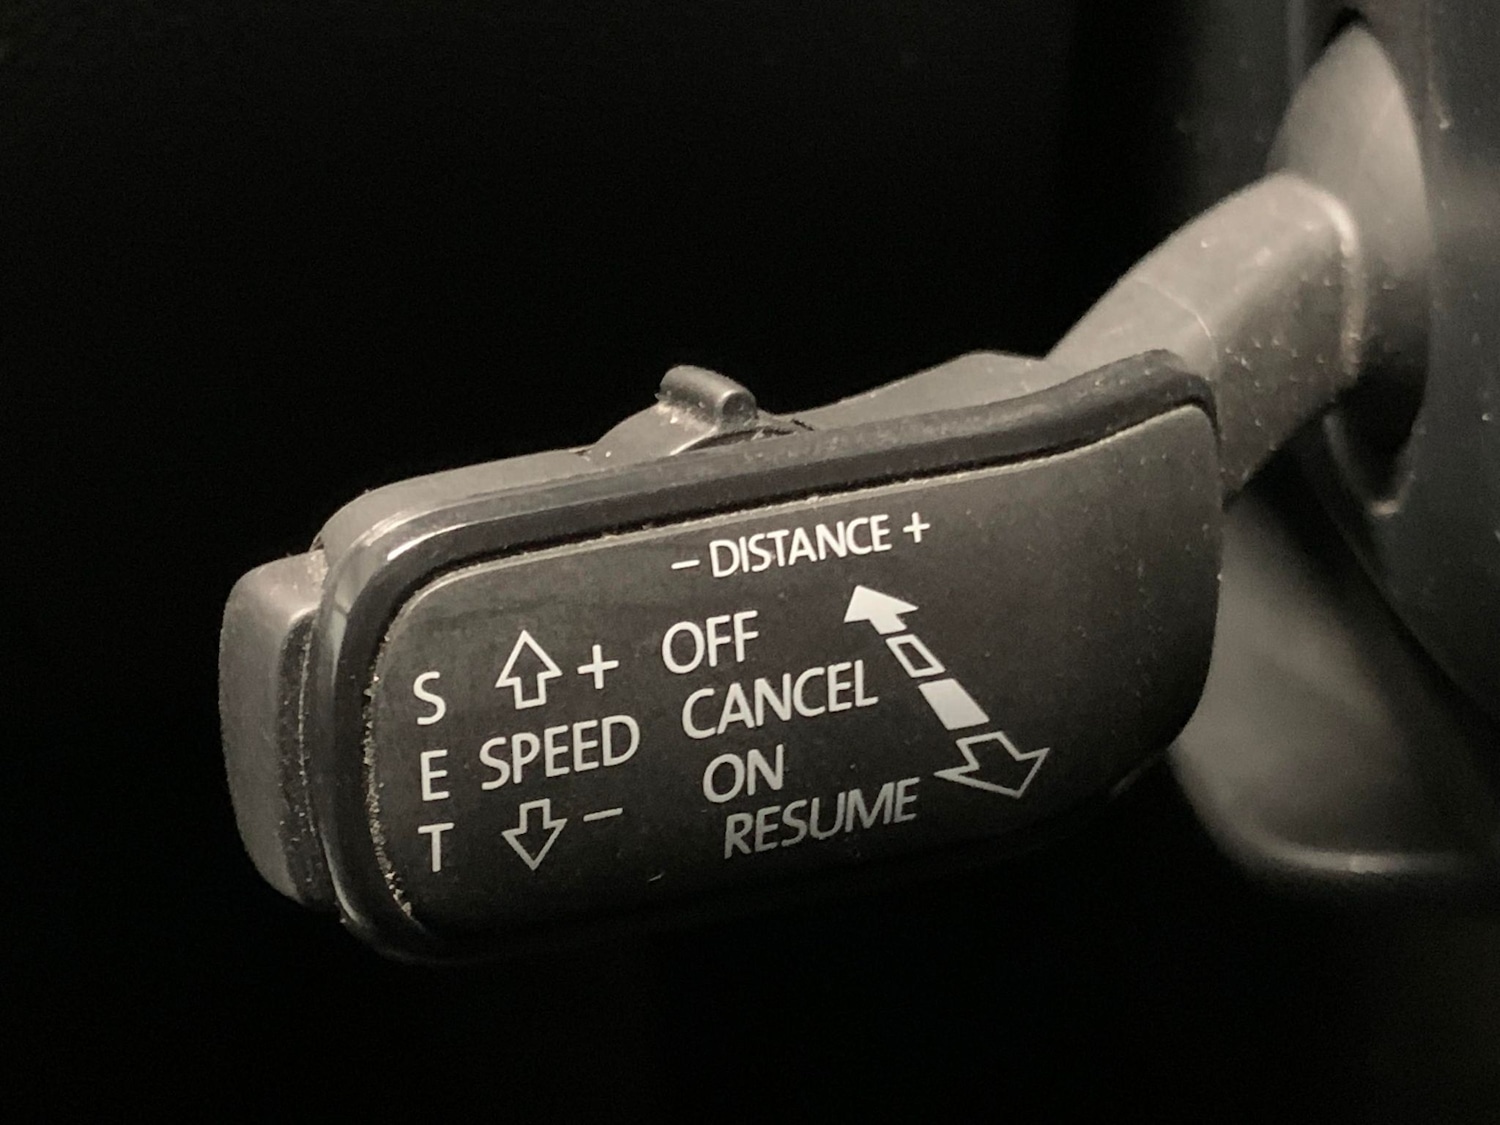 – DISTANCE +
S + OFF
CANCEL
E SPEED
ON
T –
RESUME